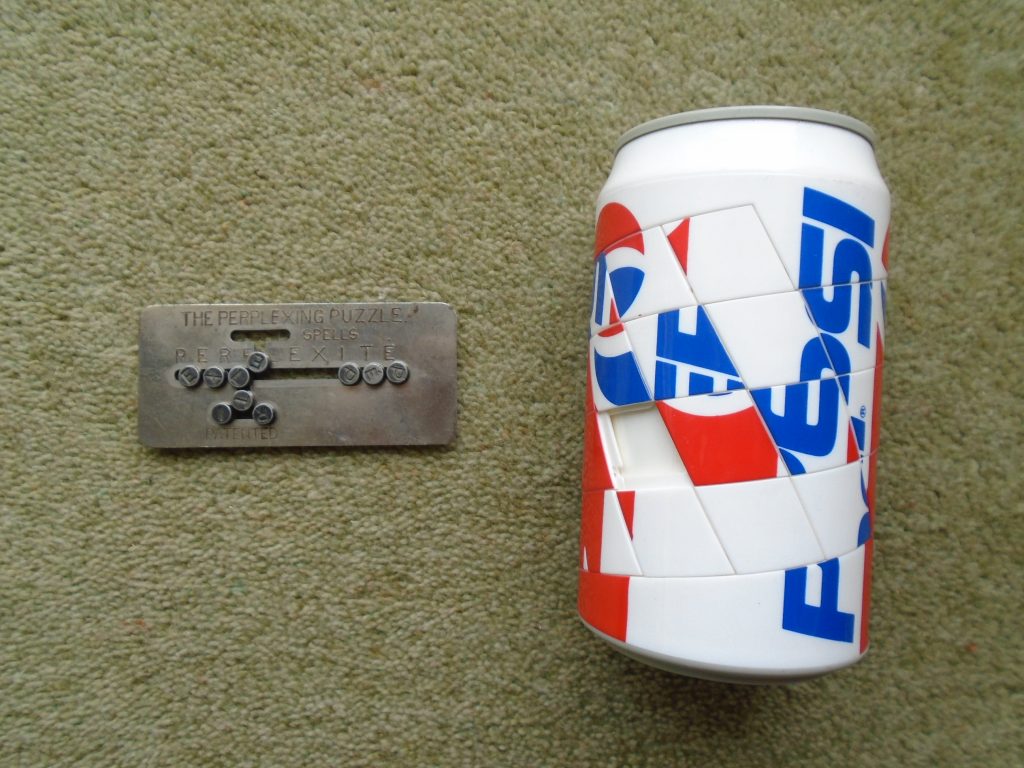 THE PERPLEXING PUZZLE
SPELLS
PERPLEXITE
PATENTED
PEPSI